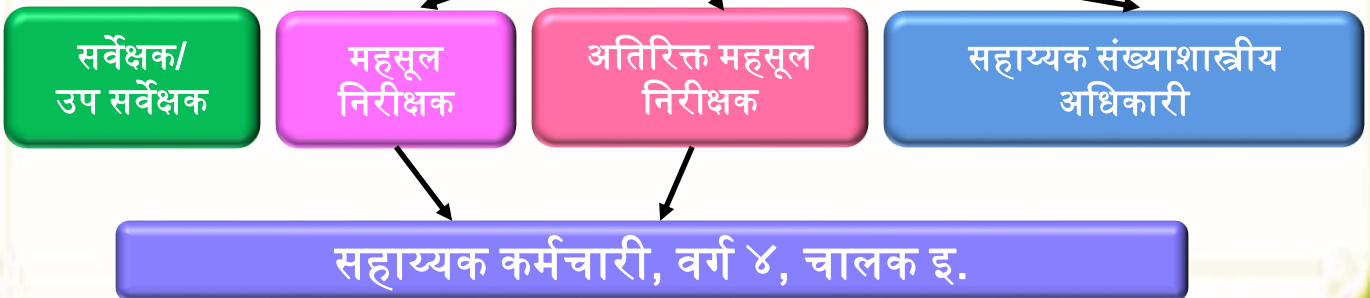 सर्वेक्षक/
उप सर्वेक्षक
महसूल
निरीक्षक
अतिरिक्त महसूल
निरीक्षक
सहाय्यक संख्याशास्त्रीय
अधिकारी
सहाय्यक कर्मचारी, वर्ग ४, चालक इ.